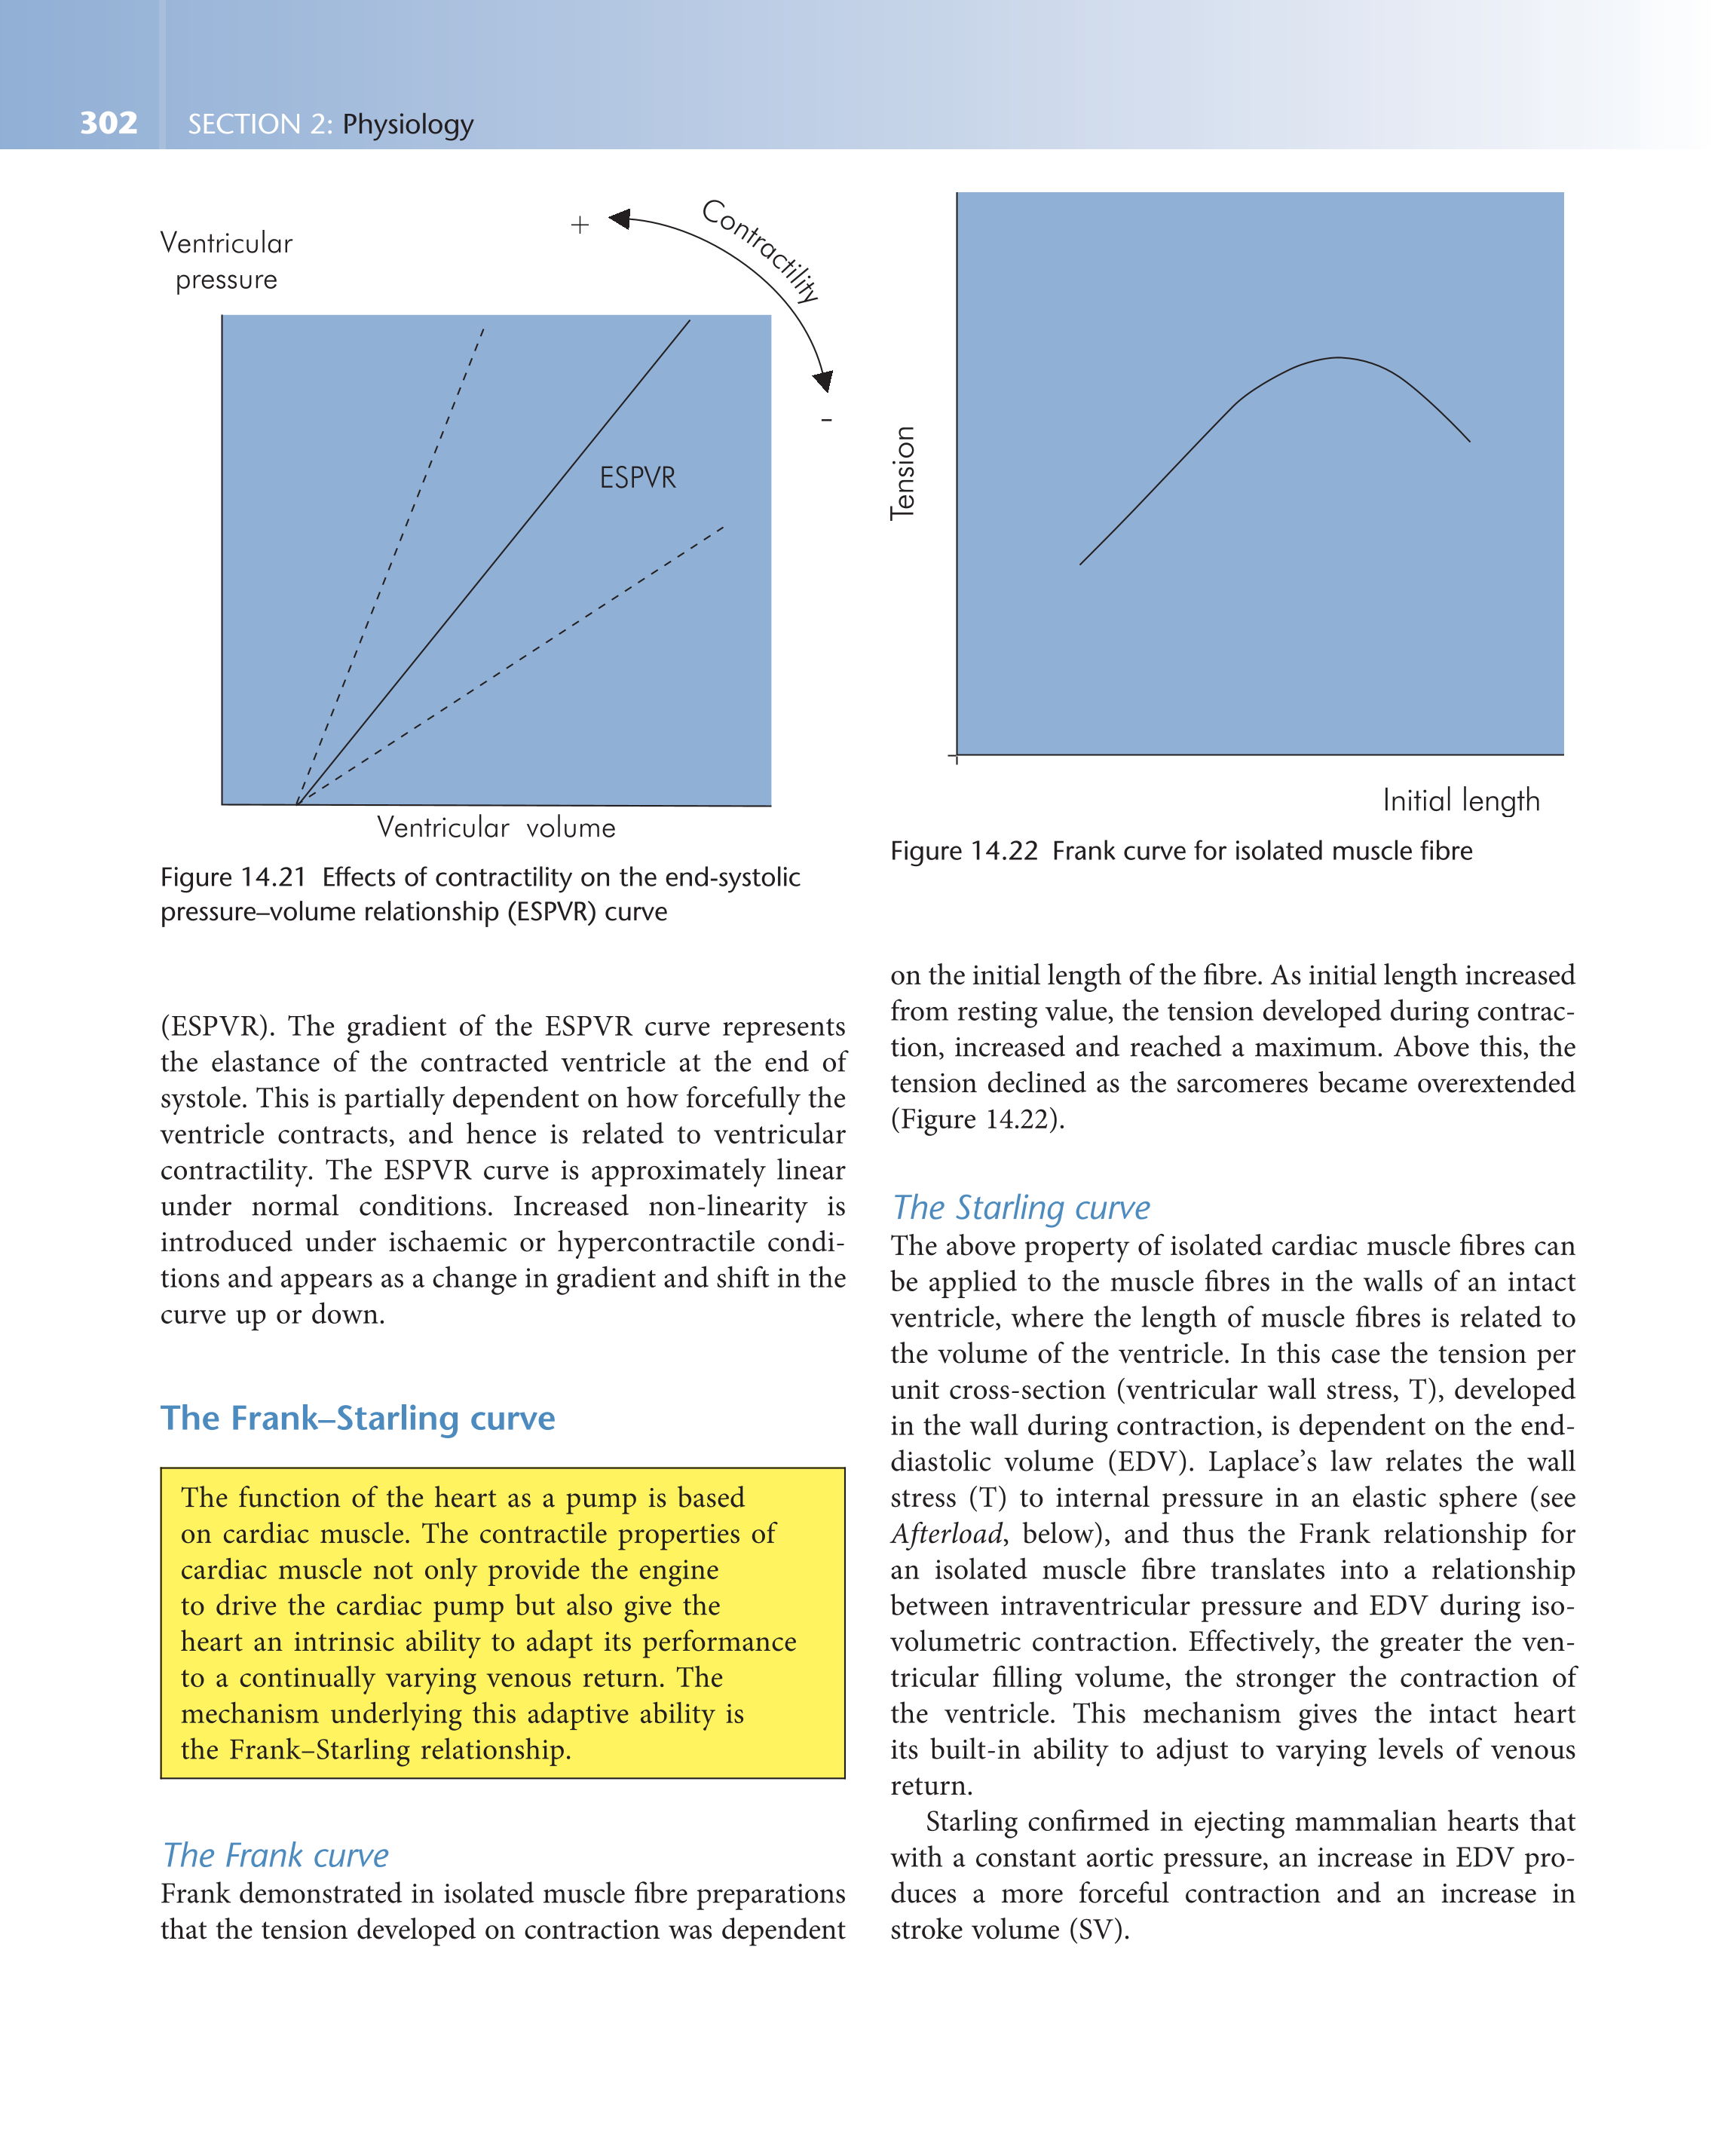 302 SECTION 2: Physiology
Ventricular
pressure
+
Contractility
-
ESPVR
Ventricular volume
Figure 14.21 Effects of contractility on the end-systolic
pressure–volume relationship (ESPVR) curve
(ESPVR). The gradient of the ESPVR curve represents
the elastance of the contracted ventricle at the end of
systole. This is partially dependent on how forcefully the
ventricle contracts, and hence is related to ventricular
contractility. The ESPVR curve is approximately linear
under normal conditions. Increased non-linearity is
introduced under ischaemic or hypercontractile condi-
tions and appears as a change in gradient and shift in the
curve up or down.
The Frank–Starling curve
The function of the heart as a pump is based
on cardiac muscle. The contractile properties of
cardiac muscle not only provide the engine
to drive the cardiac pump but also give the
heart an intrinsic ability to adapt its performance
to a continually varying venous return. The
mechanism underlying this adaptive ability is
the Frank–Starling relationship.
The Frank curve
Frank demonstrated in isolated muscle fibre preparations
that the tension developed on contraction was dependent
Tension
Initial length
Figure 14.22 Frank curve for isolated muscle fibre
on the initial length of the fibre. As initial length increased
from resting value, the tension developed during contrac-
tion, increased and reached a maximum. Above this, the
tension declined as the sarcomeres became overextended
(Figure 14.22).
The Starling curve
The above property of isolated cardiac muscle fibres can
be applied to the muscle fibres in the walls of an intact
ventricle, where the length of muscle fibres is related to
the volume of the ventricle. In this case the tension per
unit cross-section (ventricular wall stress, T), developed
in the wall during contraction, is dependent on the end-
diastolic volume (EDV). Laplace’s law relates the wall
stress (T) to internal pressure in an elastic sphere (see
Afterload, below), and thus the Frank relationship for
an isolated muscle fibre translates into a relationship
between intraventricular pressure and EDV during iso-
volumetric contraction. Effectively, the greater the ven-
tricular filling volume, the stronger the contraction of
the ventricle. This mechanism gives the intact heart
its built-in ability to adjust to varying levels of venous
return.
Starling confirmed in ejecting mammalian hearts that
with a constant aortic pressure, an increase in EDV pro-
duces a more forceful contraction and an increase in
stroke volume (SV).